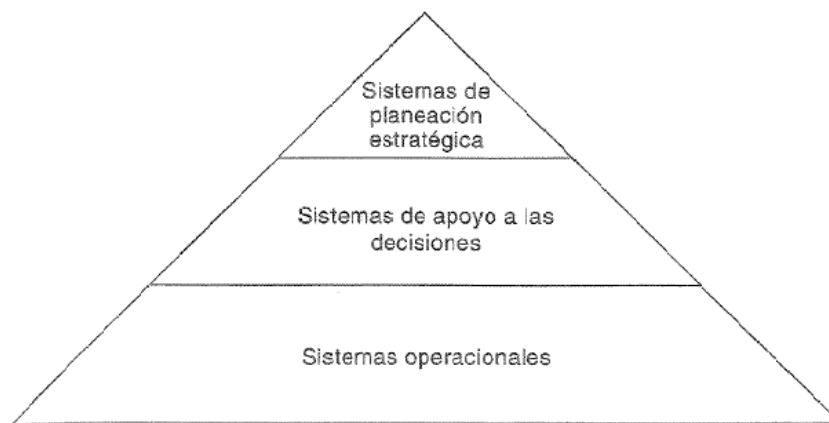 Sistemas de
planeación
estratégica
Sistemas de apoyo a las
decisiones
Sistemas operacionales